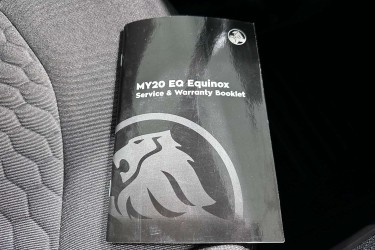 MY20 EQ Equinox
Service & Warranty Booklet